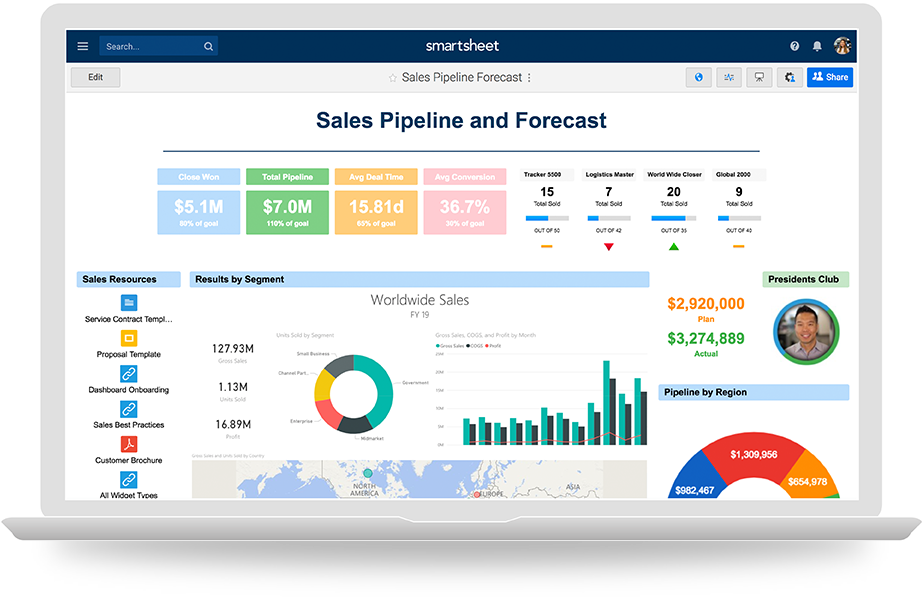 Search...
smartsheet
Edit
Sales Pipeline Forecast
Share
Sales Pipeline and Forecast
Close Won
$5.1M
90% of goal
Total Pipeline
$7.0M
110% of goal
Avg Deal Time
15.81d
65% of goal
Avg Conversion
36.7%
30% of goal
Tracker 5500
15
Total Sold
OUT OF 50
Logistics Master
7
Total Sold
OUT OF 42
World Wide Closer
20
Total Sold
OUT OF 35
Global 2000
9
Total Sold
OUT OF 40
Sales Resources
Service Contract Templ...
Proposal Template
Dashboard Onboarding
Sales Best Practices
Customer Brochure
All Widget Types
Results by Segment
Worldwide Sales
FY 19
127.93M
Gross Sales
1.13M
Units Sold
16.89M
Profit
Units Sold by Segment
Small Business
Channel Part...
Enterprise
Government
Midmarket
Gross Sales, COGS, and Profit by Month
Gross Sales COGS Profit
Gross Sales and Units Sold by Country
NORTH
AMERICA
EUROPE
ASIA
$2,920,000
Plan
$3,274,889
Actual
Presidents Club
Pipeline by Region
$982,467
$1,309,956
$654,978